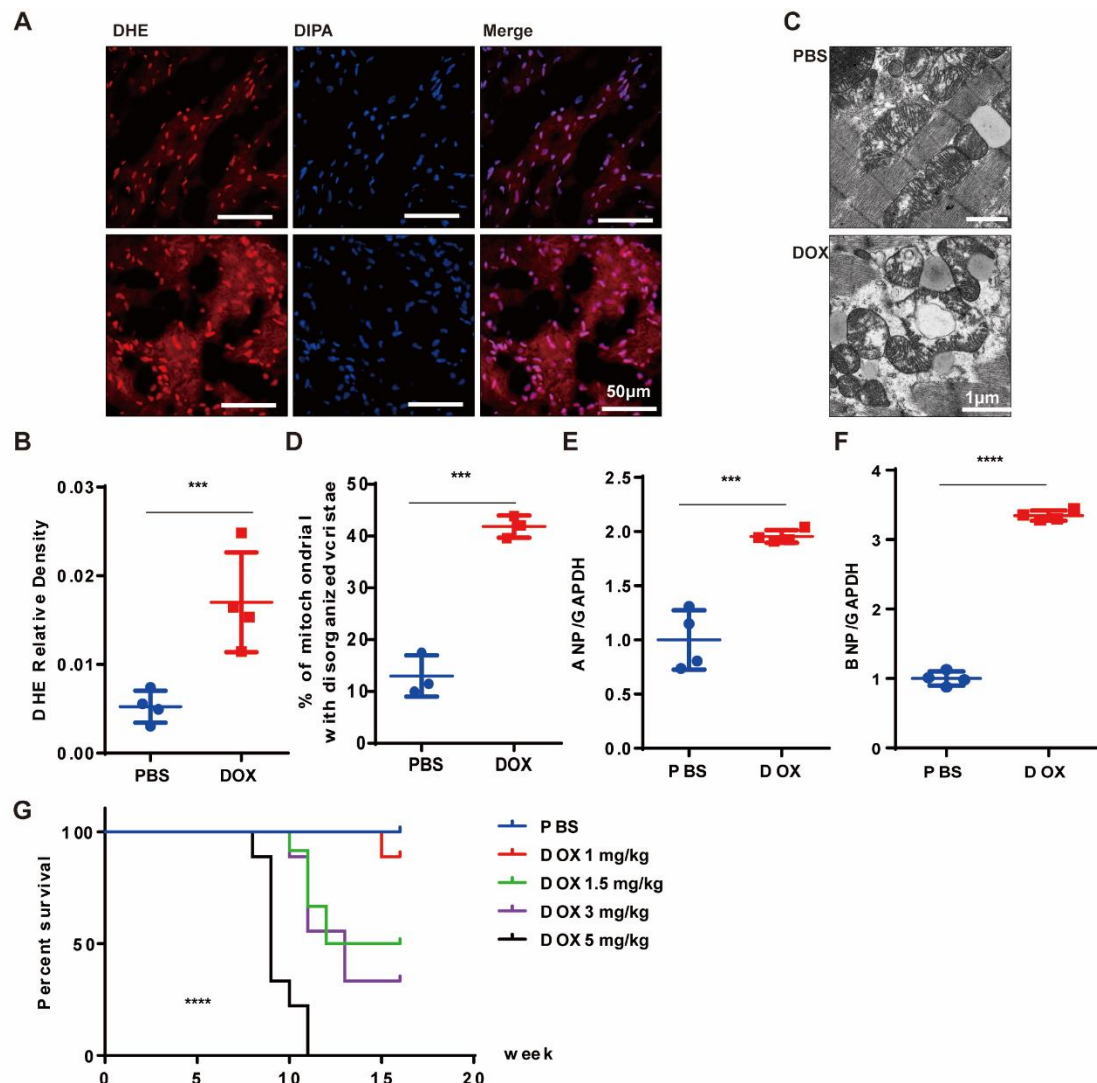 A
DHE
DIPA
Merge
50μm
C
PBS
DOX
1μm
B
DHE Relative Density
0.03
0.02
0.01
0.00
***
PBS
DOX
D
% of mitochondrial
with disorganizedvcristae
50
40
30
20
10
0
***
PBS
DOX
E
ANP/GAPDH
2.5
2.0
1.5
1.0
0.5
0.0
***
PBS
DOX
F
BNP/GAPDH
4
3
2
1
0
****
PBS
DOX
G
Percent survival
100
50
0
****
0
5
10
15
20
week
PBS
DOX 1 mg/kg
DOX 1.5 mg/kg
DOX 3 mg/kg
DOX 5 mg/kg